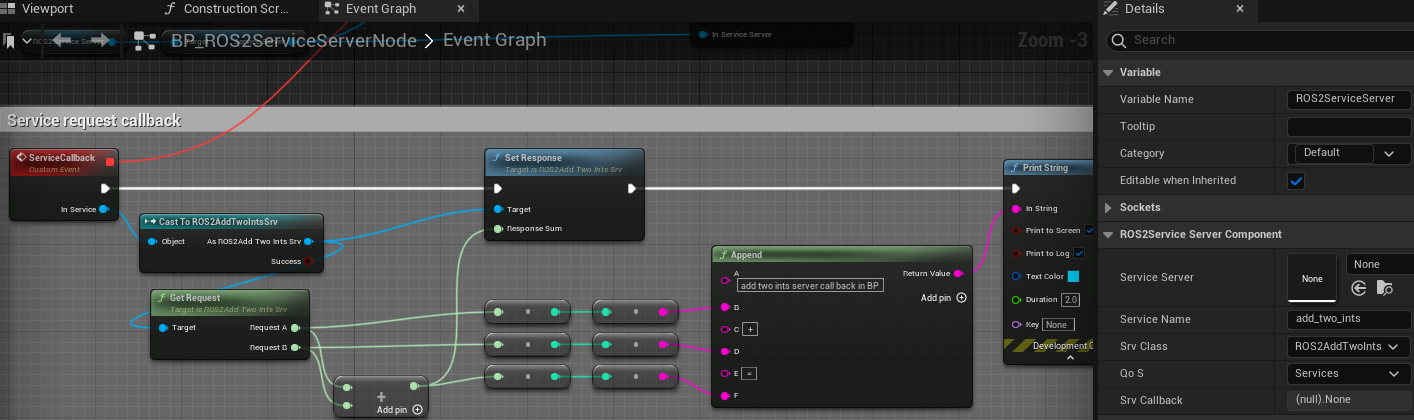 Viewport
Construction Scr...
Event Graph
Details
BP_ROS2ServiceServerNode > Event Graph
In Service Server
Zoom -3
Search
Variable
Variable Name
ROS2ServiceServer
Tooltip
Category
Default
Editable when Inherited
Sockets
ROS2Service Server Component
Service Server
None
None
Service Name
add_two_ints
Srv Class
ROS2AddTwoInts
Qo S
Services
Srv Callback
(null).None
Service request callback
ServiceCallback
Custom Event
In Service
Cast To ROS2AddTwoIntsSrv
Object
As ROS2Add Two Ints Srv
Success
Get Request
Target is ROS2Add Two Ints Srv
Target
Request A
Request B
+
Add pin
Set Response
Target is ROS2Add Two Ints Srv
Target
Response Sum
Append
A
add two ints server call back in BP
Return Value
Add pin
B
C
+
D
E
=
F
Print String
In String
Print to Screen
Print to Log
Text Color
Duration
2.0
Key
None
Development